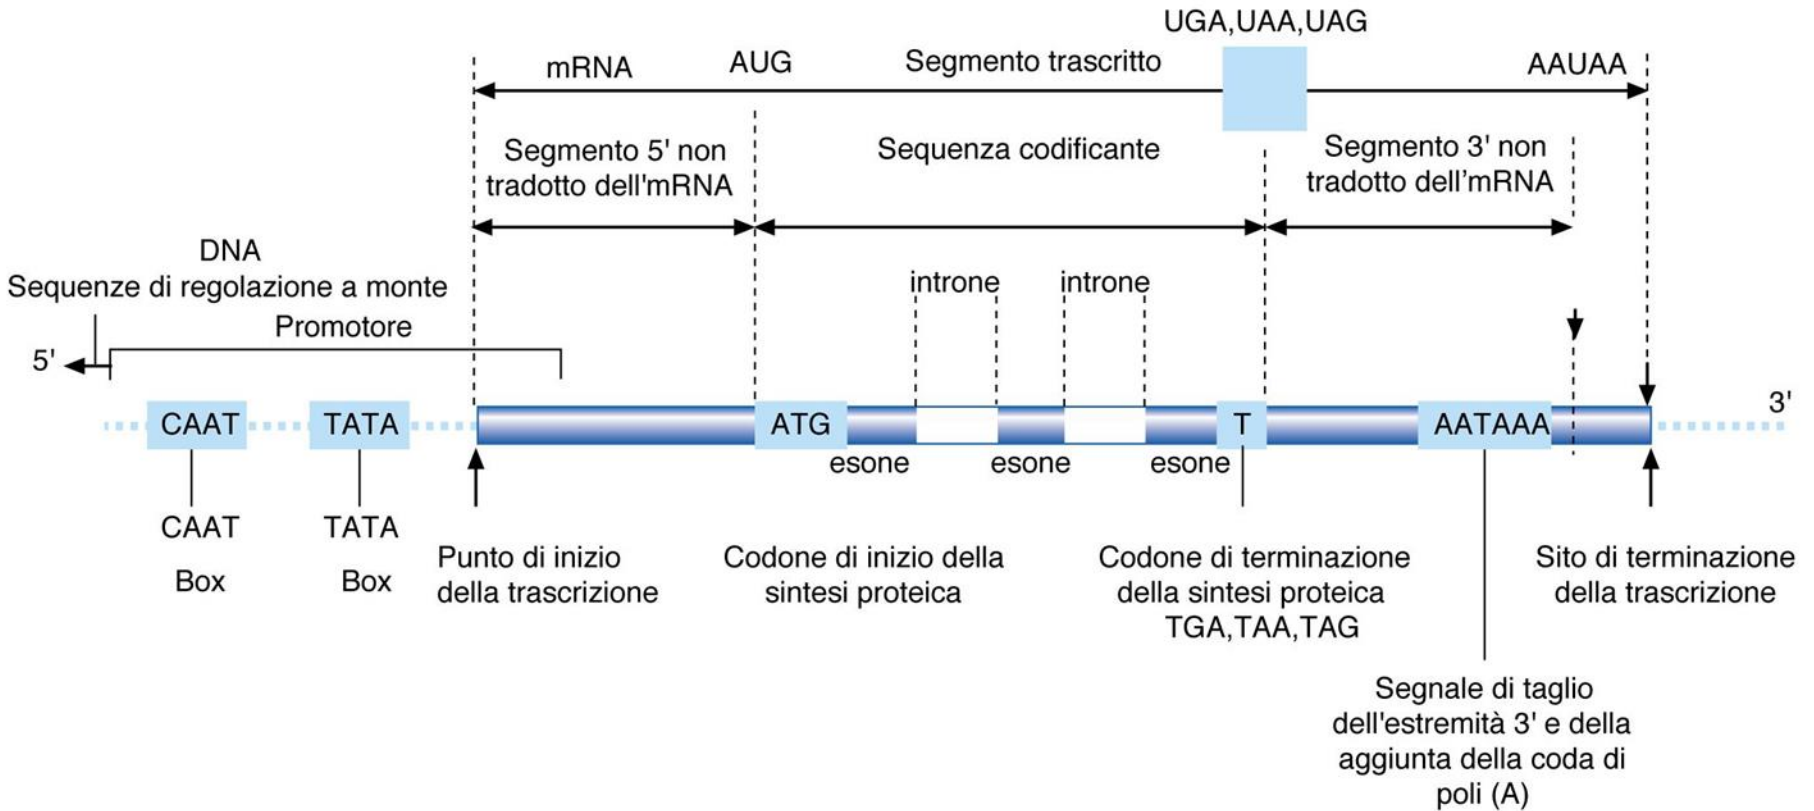 UGA,UAA,UAG
mRNA
AUG
Segmento trascritto
AAUAA
Segmento 5' non
tradotto dell'mRNA
Sequenza codificante
Segmento 3' non
tradotto dell’mRNA
DNA
Sequenze di regolazione a monte
Promotore
introne
introne
5'
3'
CAAT
TATA
ATG
T
AATAAA
esone
esone
esone
CAAT
Box
TATA
Box
Punto di inizio
della trascrizione
Codone di inizio della
sintesi proteica
Codone di terminazione
della sintesi proteica
TGA,TAA,TAG
Sito di terminazione
della trascrizione
Segnale di taglio
dell'estremità 3' e della
aggiunta della coda di
poli (A)